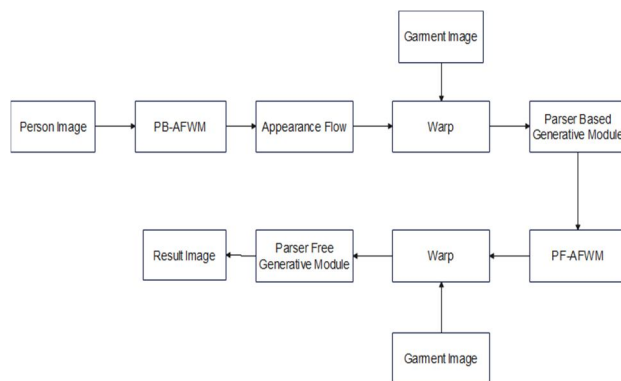 Garment Image
Person Image
PB-AFWM
Appearance Flow
Warp
Parser Based
Generative Module
Result Image
Parser Free
Generative Module
Warp
PF-AFWM
Garment Image